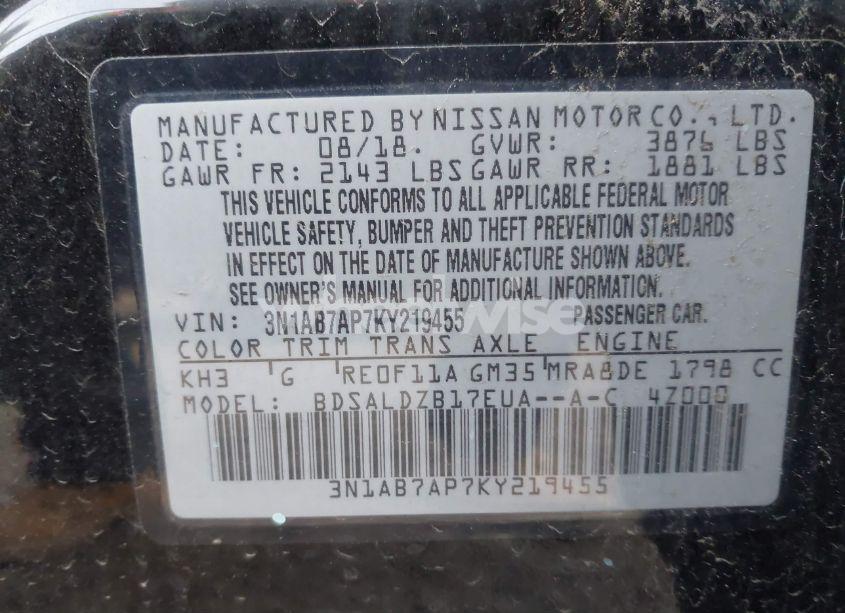 MANUFACTURED BY NISSAN MOTOR CO., LTD.
DATE: 08/18. GVWR: 3876 LBS
GAWR FR: 2143 LBS GAWR RR: 1881 LBS
THIS VEHICLE CONFORMS TO ALL APPLICABLE FEDERAL MOTOR
VEHICLE SAFETY, BUMPER AND THEFT PREVENTION STANDARDS
IN EFFECT ON THE DATE OF MANUFACTURE SHOWN ABOVE.
SEE OWNER'S MANUAL FOR ADDITIONAL INFORMATION.
VIN: 3N1AB7AP7KY219455 PASSENGER CAR.
COLOR TRIM TRANS AXLE ENGINE
KH3 G RE0F11A GM35 MRA8DE 1798 CC
MODEL: BDSALDZB17EUA--A-C 4Z000
3N1AB7AP7KY219455